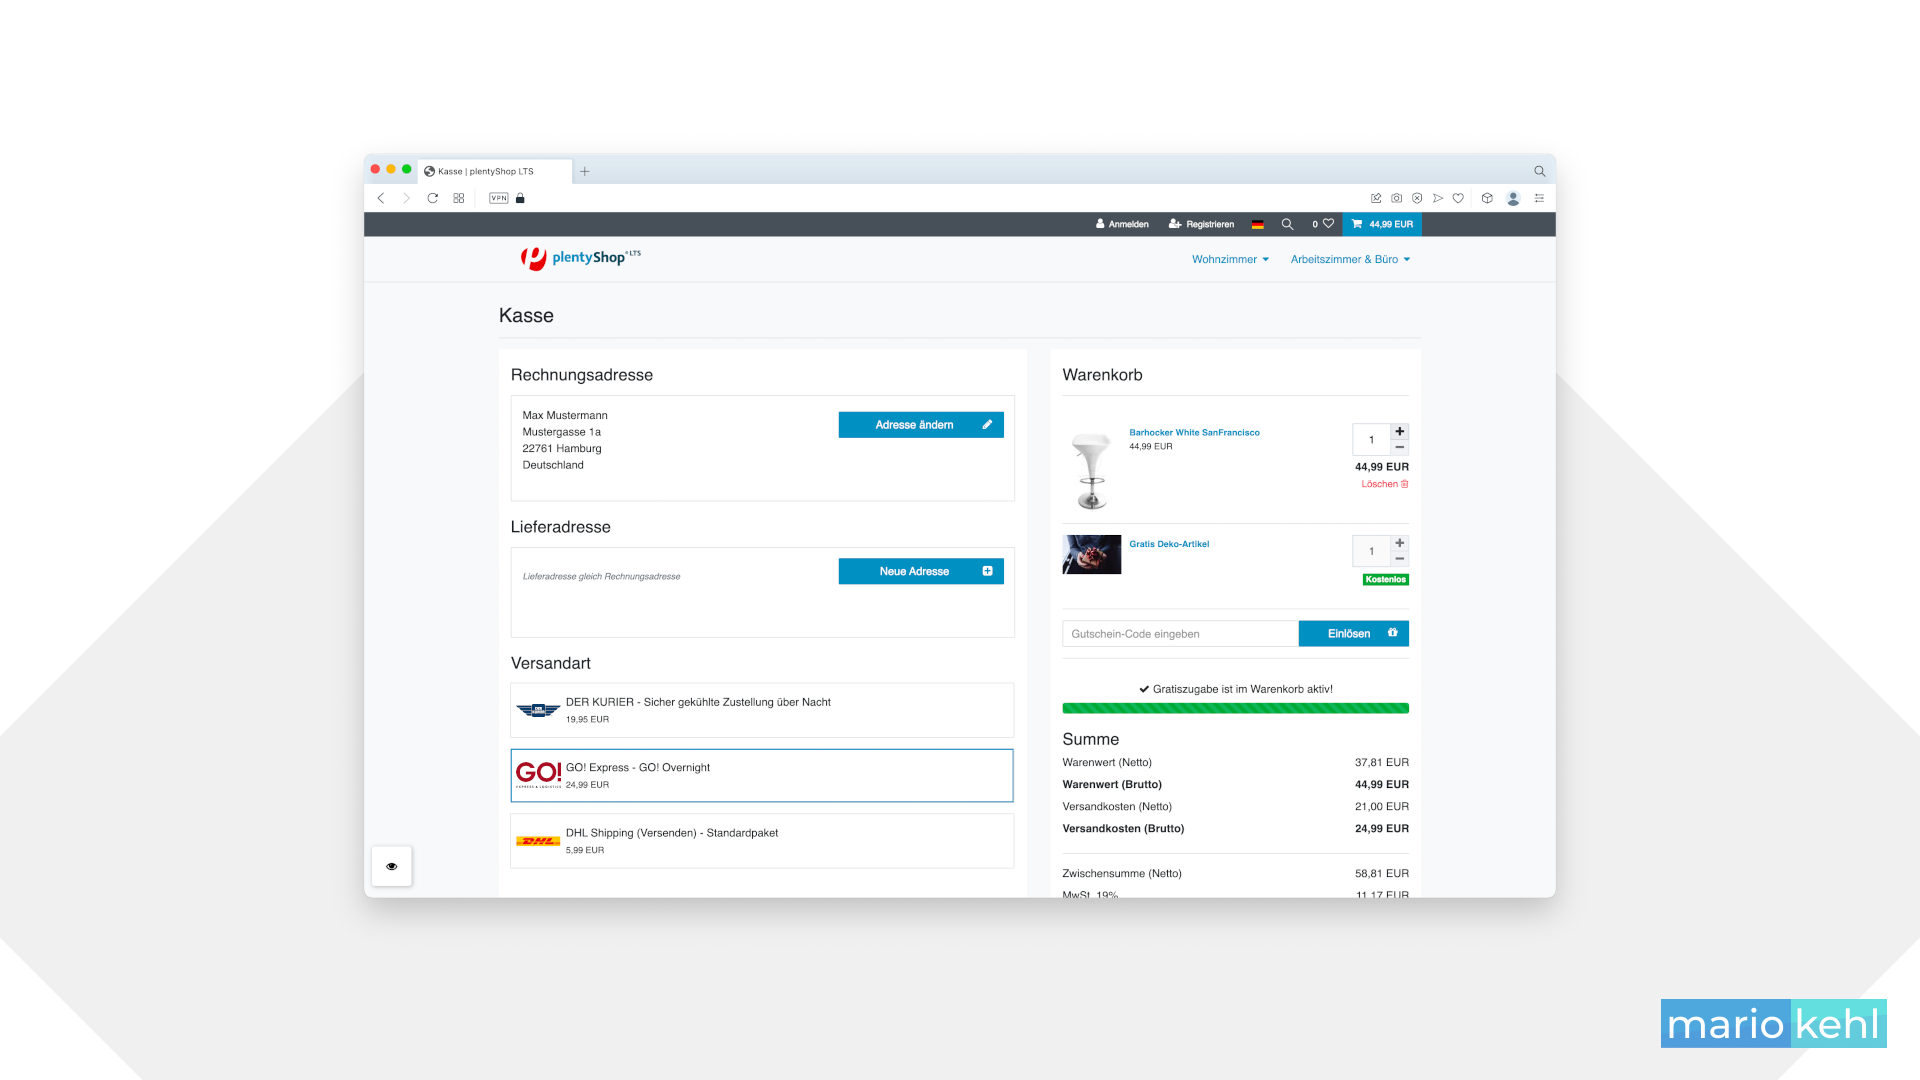 Kasse | plentyShop LTS
VPN
Anmelden
Registrieren
0
44,99 EUR
plentyShop®LTS
Wohnzimmer
Arbeitszimmer & Büro
Kasse
Rechnungsadresse
Max Mustermann
Mustergasse 1a
22761 Hamburg
Deutschland
Adresse ändern
Lieferadresse
Lieferadresse gleich Rechnungsadresse
Neue Adresse
Versandart
DER KURIER
DER KURIER - Sicher gekühlte Zustellung über Nacht
19,95 EUR
GO!
EXPRESS & LOGISTICS
GO! Express - GO! Overnight
24,99 EUR
DHL
DHL Shipping (Versenden) - Standardpaket
5,99 EUR
Warenkorb
Barhocker White SanFrancisco
44,99 EUR
1
44,99 EUR
Löschen
Gratis Deko-Artikel
1
Kostenlos
Gutschein-Code eingeben
Einlösen
Gratiszugabe ist im Warenkorb aktiv!
Summe
Warenwert (Netto) 37,81 EUR
Warenwert (Brutto) 44,99 EUR
Versandkosten (Netto) 21,00 EUR
Versandkosten (Brutto) 24,99 EUR
Zwischensumme (Netto) 58,81 EUR
MwSt. 19% 11,17 EUR
mario kehl